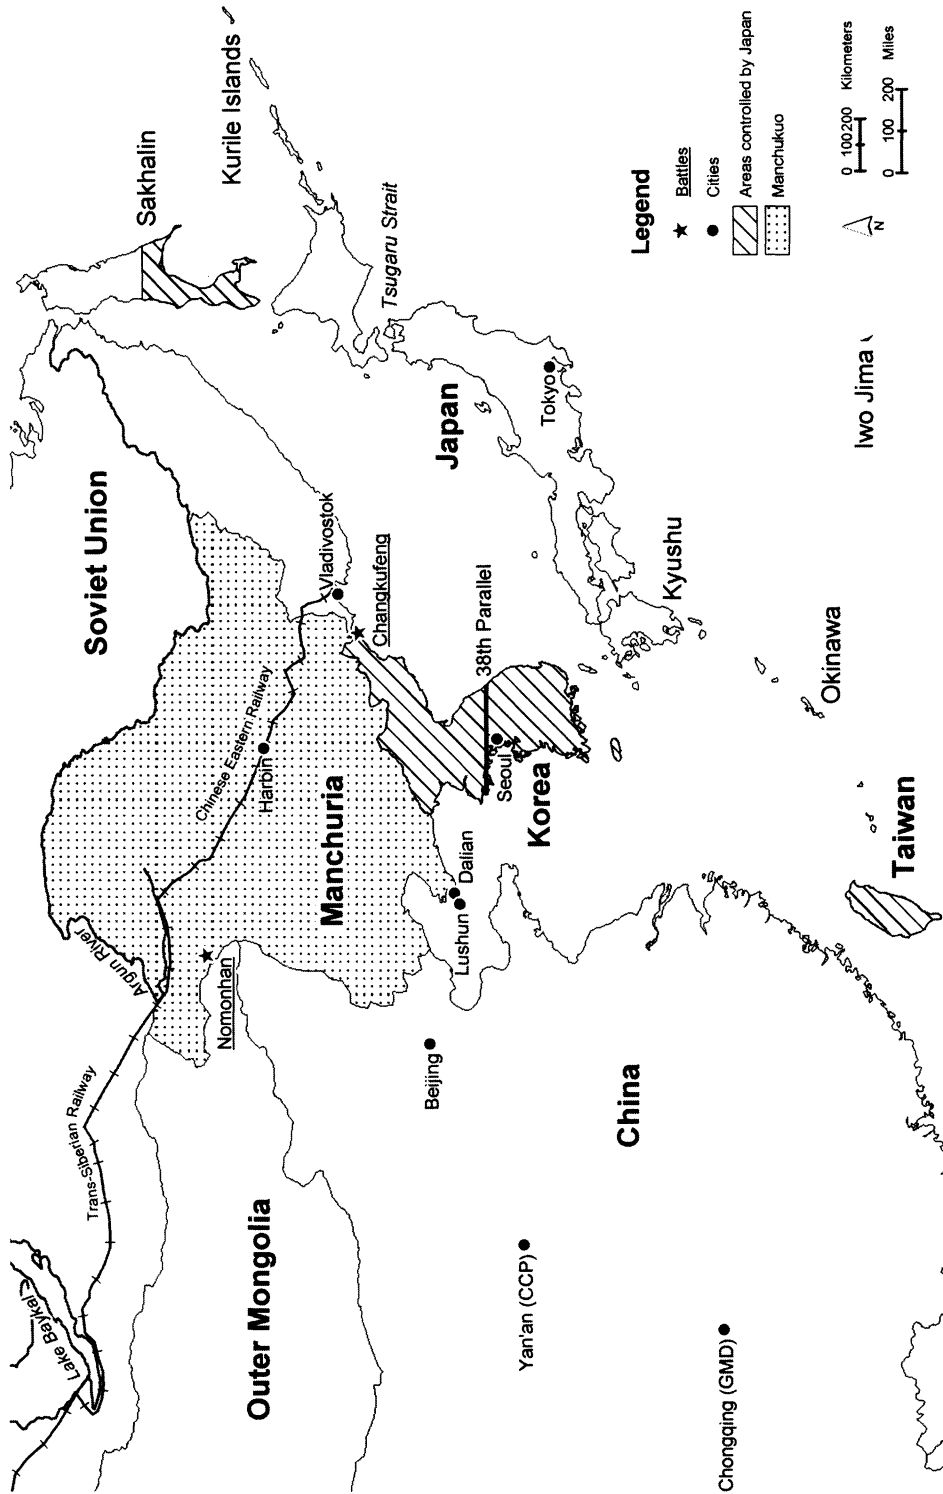 Sakhalin
Kurile Islands
Tsugaru Strait
Soviet Union
Trans-Siberian Railway
Lake Baykal
Argun River
Nomonhan
Chinese Eastern Railway
Harbin
Vladivostok
Changkufeng
Manchuria
Outer Mongolia
Japan
Tokyo
38th Parallel
Seoul
Korea
Kyushu
Dalian
Lushun
Beijing
China
Yan'an (CCP)
Chongqing (GMD)
Okinawa
Taiwan
Iwo Jima
Legend
Battles
Cities
Areas controlled by Japan
Manchukuo
0 100 200 Kilometers
0 100 200 Miles
N